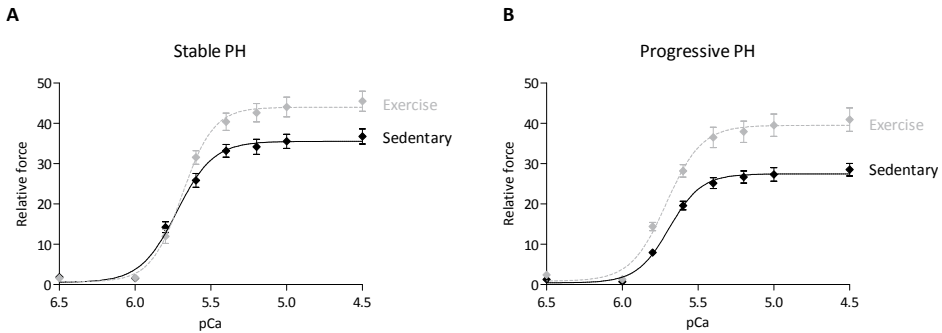 A
Stable PH
Relative force
50
40
30
20
10
0
6.5 6.0 5.5 5.0 4.5
pCa
Exercise
Sedentary
B
Progressive PH
Relative force
50
40
30
20
10
0
6.5 6.0 5.5 5.0 4.5
pCa
Exercise
Sedentary